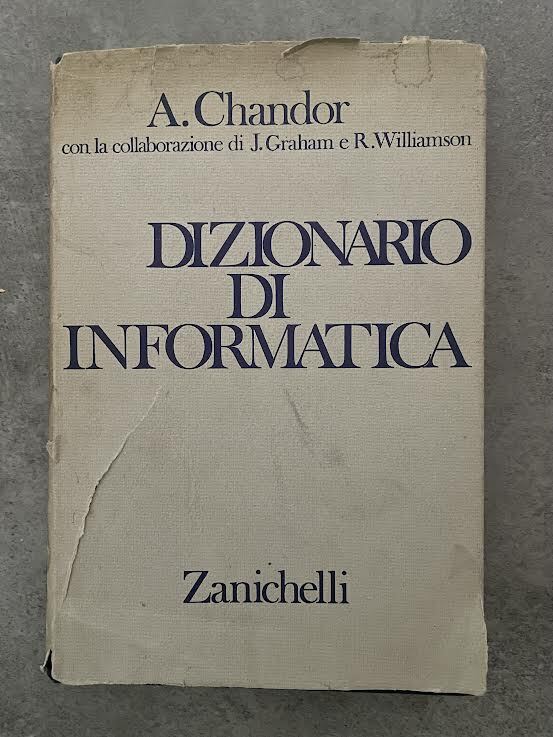 A. Chandor
con la collaborazione di J. Graham e R. Williamson
DIZIONARIO
DI
INFORMATICA
Zanichelli